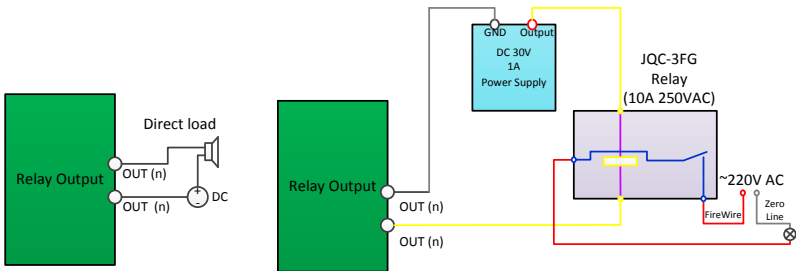 Relay Output
Direct load
OUT (n)
OUT (n)
+
-
DC
Relay Output
OUT (n)
OUT (n)
GND
Output
DC 30V
1A
Power Supply
JQC-3FG
Relay
(10A 250VAC)
~220V AC
FireWire
Zero
Line